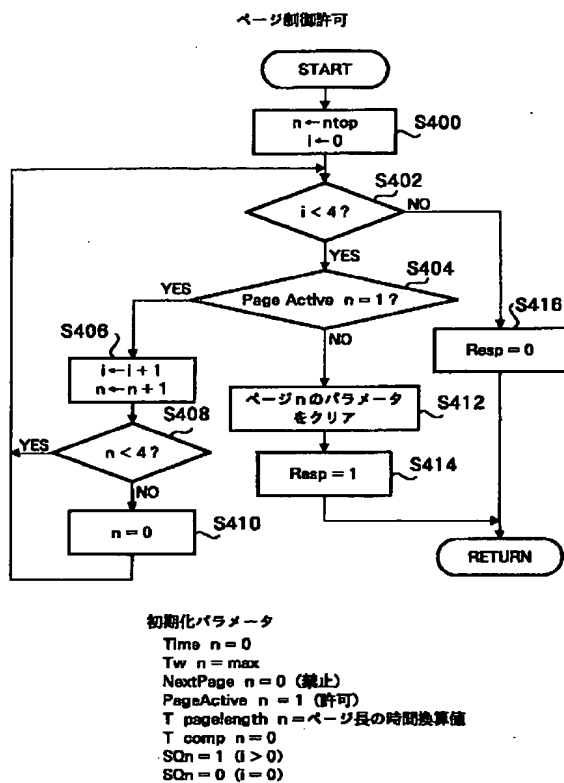 ページ制御許可
START
n←ntop
i←0
S400
i < 4 ?
S402
NO
YES
Page Active n = 1 ?
S404
YES
NO
S406
i←i + 1
n←n + 1
S408
n < 4 ?
YES
NO
n = 0
S410
ページ n のパラメータ
をクリア
S412
Resp = 1
S414
S416
Resp = 0
RETURN
初期化パラメータ
Time n = 0
Tw n = max
NextPage n = 0 (禁止)
PageActive n = 1 (許可)
T pagelength n = ページ長の時間換算値
T comp n = 0
SQn = 1 (i > 0)
SQn = 0 (i = 0)